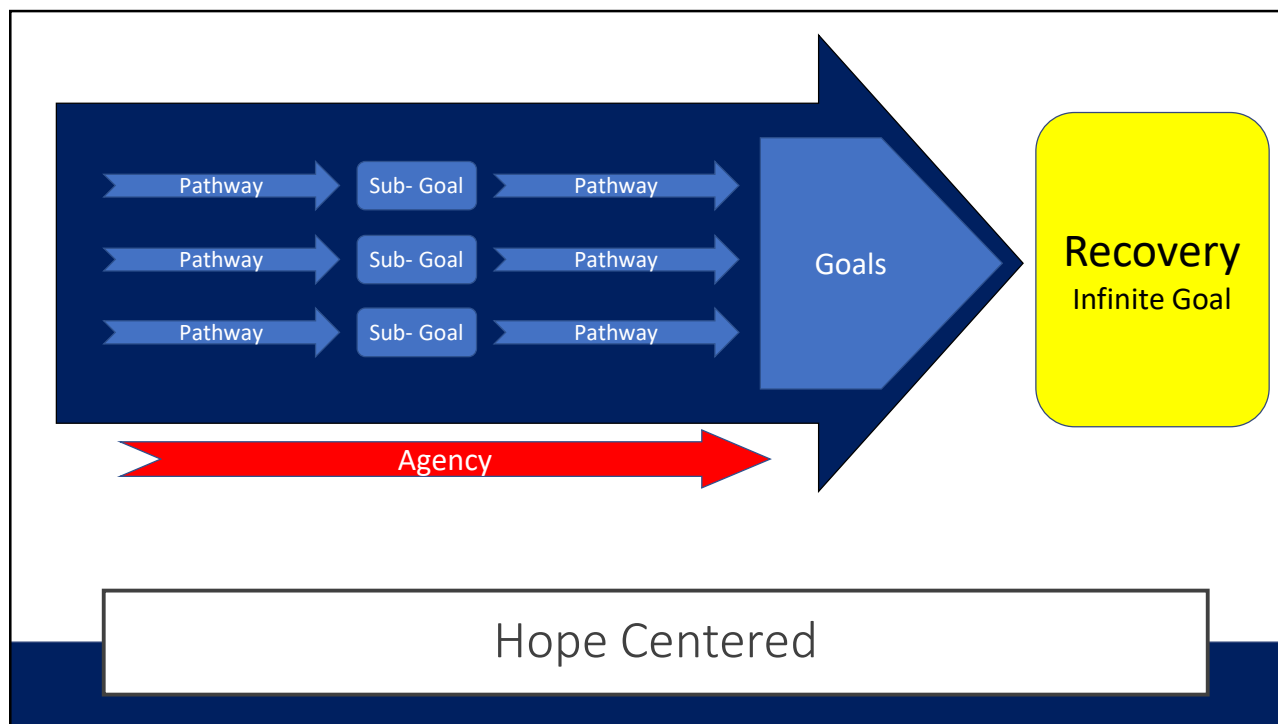 Pathway
Sub- Goal
Pathway
Pathway
Sub- Goal
Pathway
Pathway
Sub- Goal
Pathway
Goals
Recovery
Infinite Goal
Agency
Hope Centered